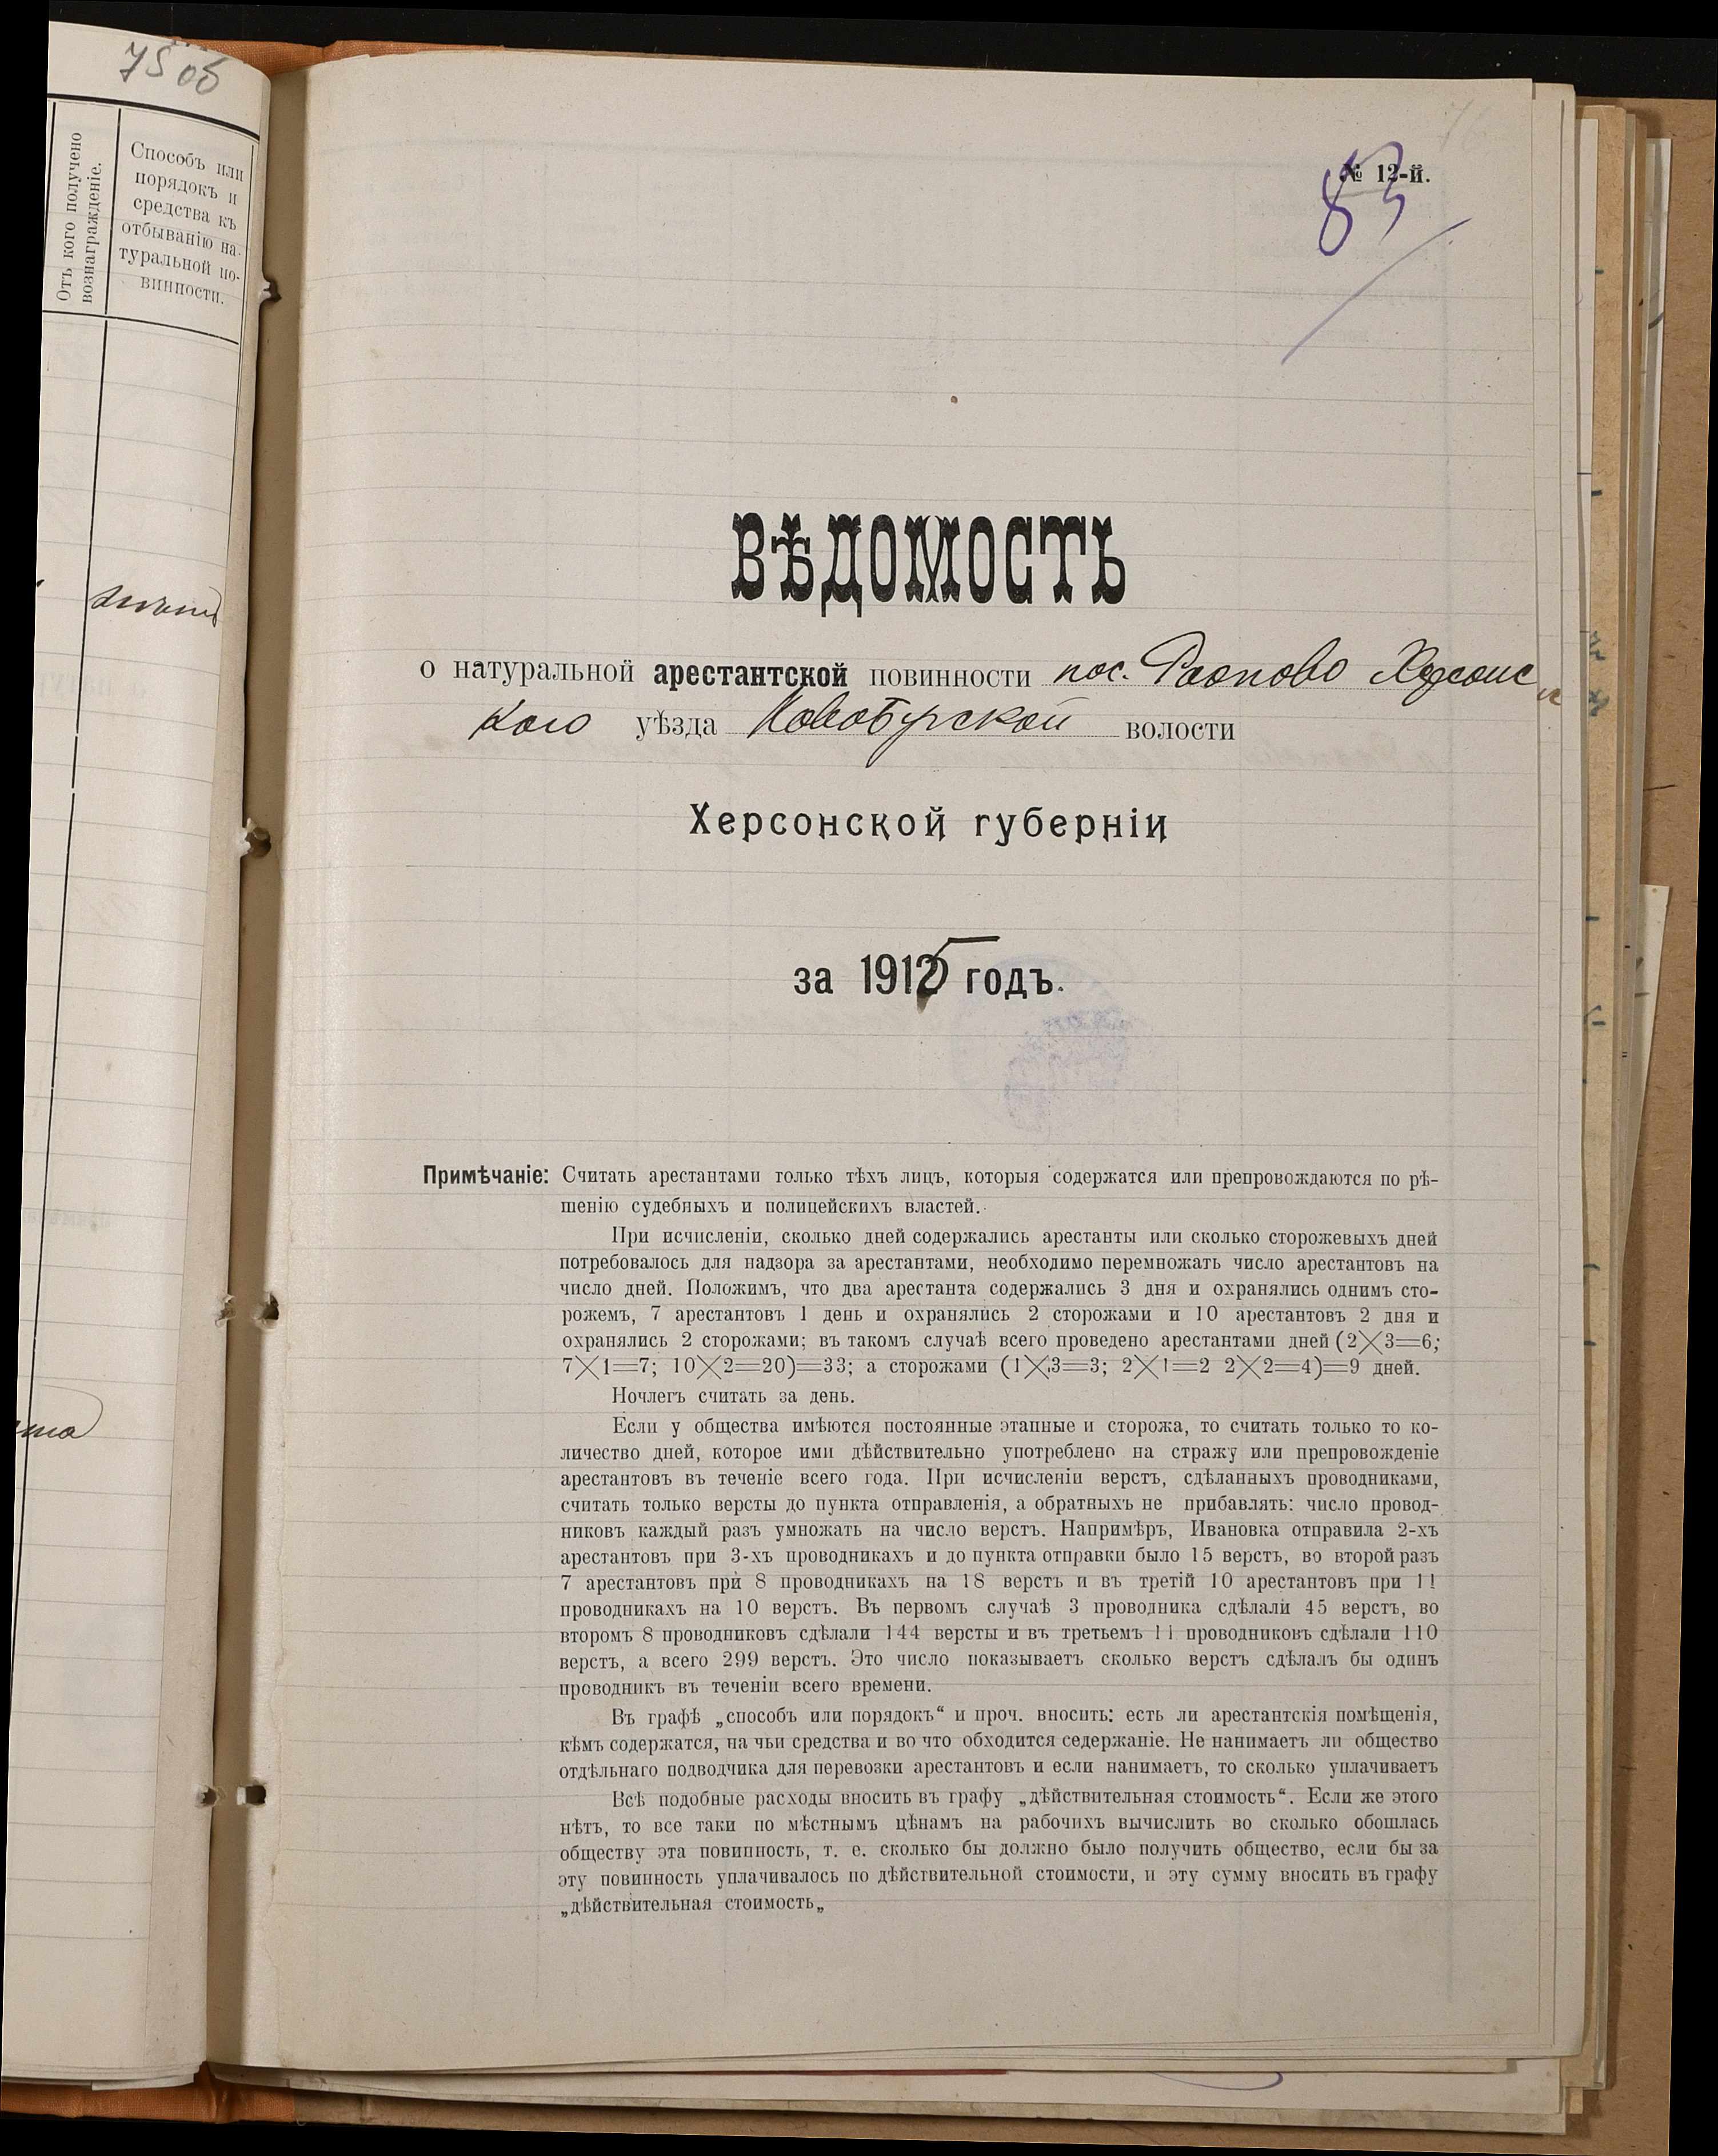 75 об
Отъ кого получено
вознагражденіе.
Способъ или
порядокъ и
средства къ
отбыванію на-
туральной по-
винности.
№ 12-й.
83
ВѢДОМОСТЬ
о натуральной арестантской повинности пос. Херсонс
кого уѣзда Новобугской волости
Херсонской губерніи
за 1915 годъ.
Примѣчаніе: Считать арестантами только тѣхъ лицъ, которыя содержатся или препровождаются по рѣ-
шенію судебныхъ и полицейскихъ властей.
При исчисленіи, сколько дней содержались арестанты или сколько сторожевыхъ дней
потребовалось для надзора за арестантами, необходимо перемножать число арестантовъ на
число дней. Положимъ, что два арестанта содержались 3 дня и охранялись однимъ сто-
рожемъ, 7 арестантовъ 1 день и охранялись 2 сторожами и 10 арестантовъ 2 дня и
охранялись 2 сторожами; въ такомъ случаѣ всего проведено арестантами дней (2×3=6;
7×1=7; 10×2=20)=33; а сторожами (1×3=3; 2×1=2 2×2=4)=9 дней.
Ночлегъ считать за день.
Если у общества имѣются постоянные этапные и сторожа, то считать только то ко-
личество дней, которое ими дѣйствительно употреблено на стражу или препровожденіе
арестантовъ въ теченіе всего года. При исчисленіи верстъ, сдѣланныхъ проводниками,
считать только версты до пункта отправленія, а обратныхъ не прибавлять: число провод-
никовъ каждый разъ умножать на число верстъ. Напримѣръ, Ивановка отправила 2-хъ
арестантовъ при 3-хъ проводникахъ и до пункта отправки было 15 верстъ, во второй разъ
7 арестантовъ при 8 проводникахъ на 18 верстъ и въ третій 10 арестантовъ при 11
проводникахъ на 10 верстъ. Въ первомъ случаѣ 3 проводника сдѣлали 45 верстъ, во
второмъ 8 проводниковъ сдѣлали 144 версты и въ третьемъ 11 проводниковъ сдѣлали 110
верстъ, а всего 299 верстъ. Это число показываетъ сколько верстъ сдѣлалъ бы одинъ
проводникъ въ теченіи всего времени.
Въ графѣ „способъ или порядокъ“ и проч. вносить: есть ли арестантскія помѣщенія,
кѣмъ содержатся, на чьи средства и во что обходится седержаніе. Не нанимаетъ ли общество
отдѣльнаго подводчика для перевозки арестантовъ и если нанимаетъ, то сколько уплачиваетъ
Всѣ подобные расходы вносить въ графу „дѣйствительная стоимость“. Если же этого
нѣтъ, то все таки по мѣстнымъ цѣнамъ на рабочихъ вычислить во сколько обошлась
обществу эта повинность, т. е. сколько бы должно было получить общество, если бы за
эту повинность уплачивалось по дѣйствительной стоимости, и эту сумму вносить въ графу
„дѣйствительная стоимость„